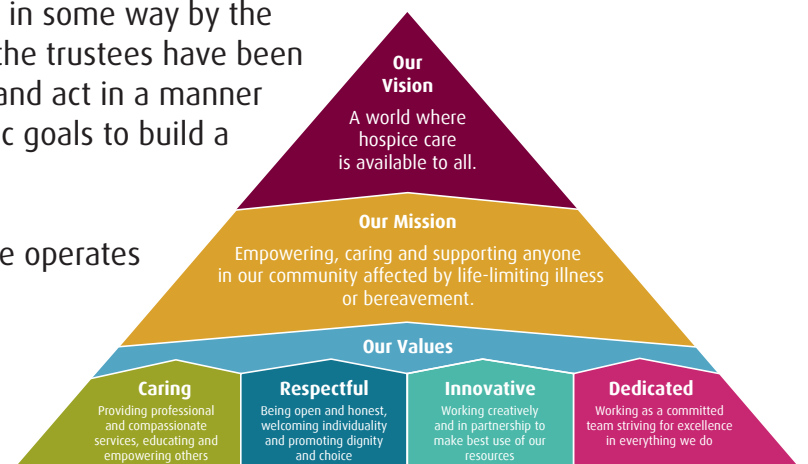 in some way by the
the trustees have been
and act in a manner
c goals to build a
e operates
Our
Vision
A world where
hospice care
is available to all.
Our Mission
Empowering, caring and supporting anyone
in our community affected by life-limiting illness
or bereavement.
Our Values
Caring
Providing professional
and compassionate
services, educating and
empowering others
Respectful
Being open and honest,
welcoming individuality
and promoting dignity
and choice
Innovative
Working creatively
and in partnership to
make best use of our
resources
Dedicated
Working as a committed
team striving for excellence
in everything we do